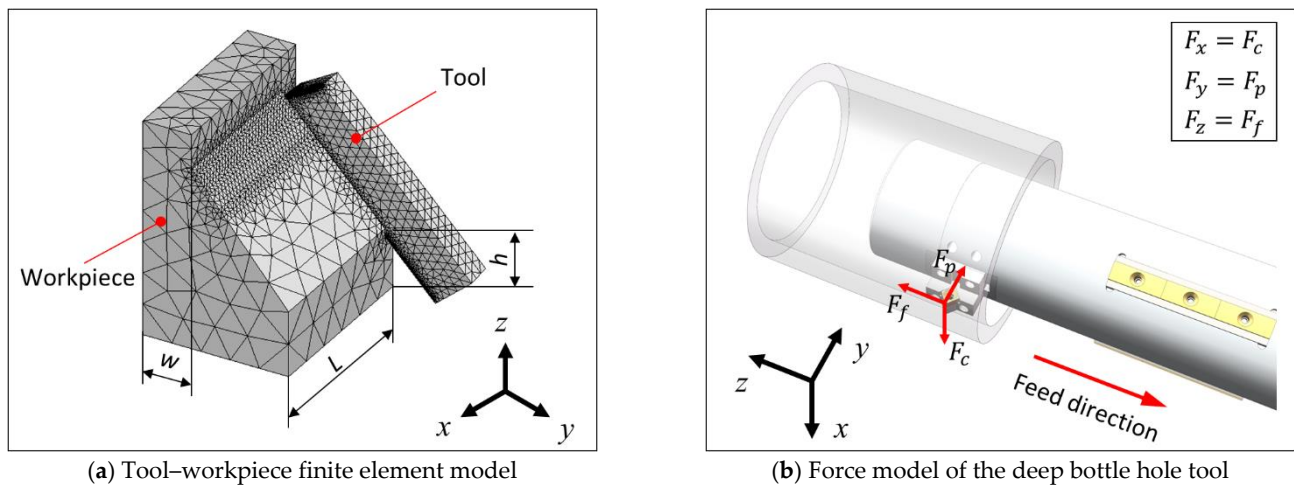 Tool
Workpiece
h
w
L
z
x
y
(a) Tool–workpiece finite element model
F_x = F_c
F_y = F_p
F_z = F_f
F_p
F_f
F_c
y
z
x
Feed direction
(b) Force model of the deep bottle hole tool